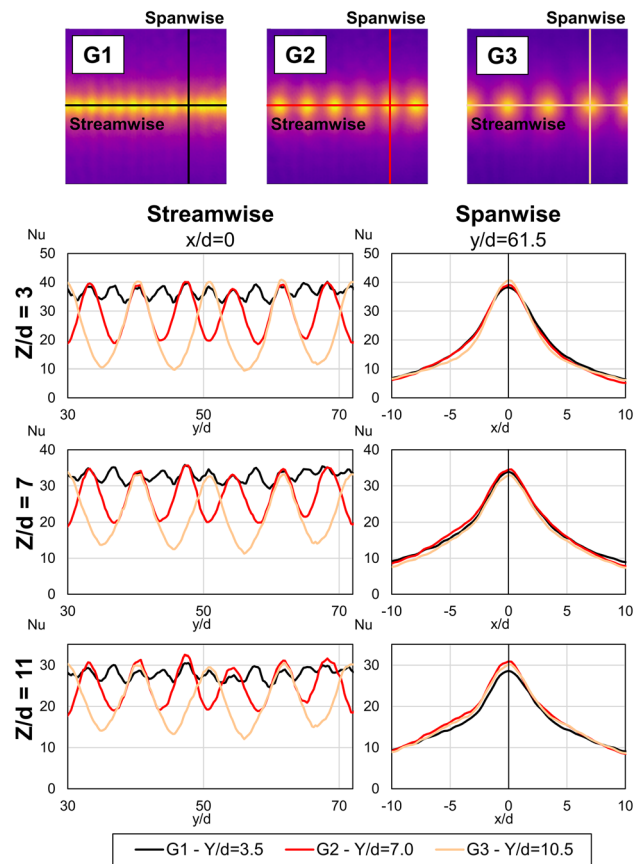 Spanwise Spanwise Spanwise
G1 G2 G3
Streamwise Streamwise Streamwise
Streamwise Spanwise
x/d=0 y/d=61.5
Z/d = 3
Nu
50
40
30
20
10
0
30 50 70
y/d
Nu
50
40
30
20
10
0
-10 -5 0 5 10
x/d
Z/d = 7
Nu
40
30
20
10
0
30 50 70
y/d
Nu
40
30
20
10
0
-10 -5 0 5 10
x/d
Z/d = 11
Nu
30
20
10
0
30 50 70
y/d
Nu
30
20
10
0
-10 -5 0 5 10
x/d
G1 - Y/d=3.5 G2 - Y/d=7.0 G3 - Y/d=10.5